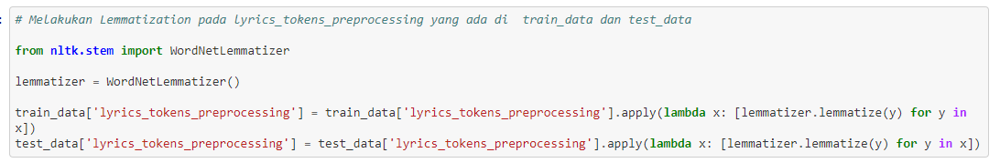 :
# Melakukan Lemmatization pada lyrics_tokens_preprocessing yang ada di  train_data dan test_data
from nltk.stem import WordNetLemmatizer
lemmatizer = WordNetLemmatizer()
train_data['lyrics_tokens_preprocessing'] = train_data['lyrics_tokens_preprocessing'].apply(lambda x: [lemmatizer.lemmatize(y) for y in
x])
test_data['lyrics_tokens_preprocessing'] = test_data['lyrics_tokens_preprocessing'].apply(lambda x: [lemmatizer.lemmatize(y) for y in x])